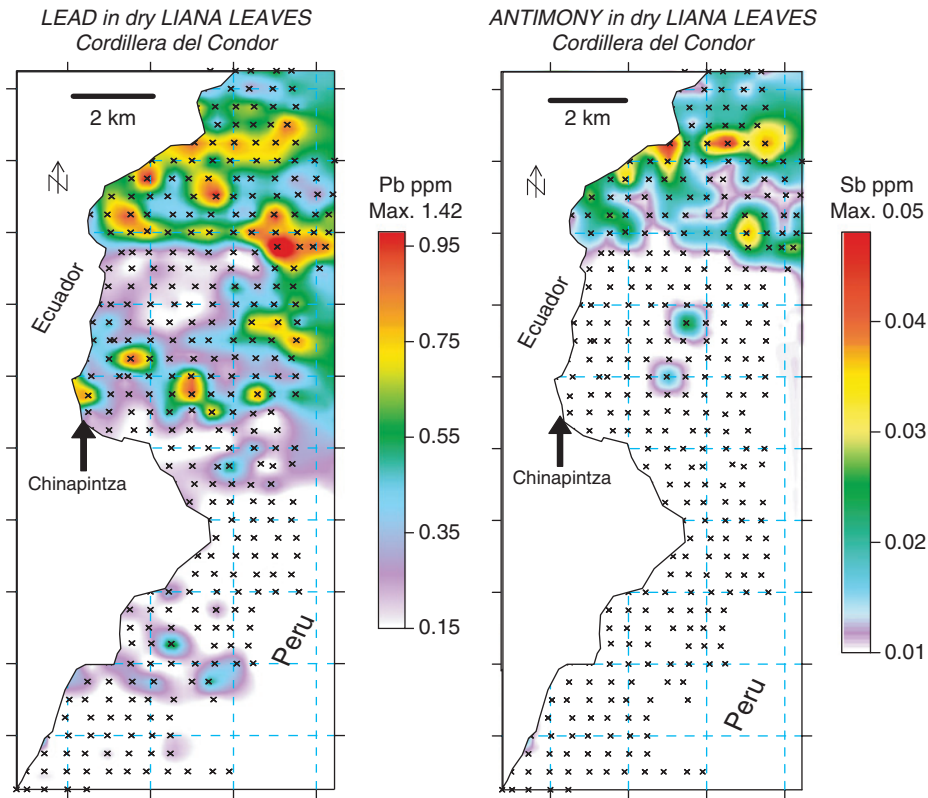 LEAD in dry LIANA LEAVES
Cordillera del Condor
2 km
N
Ecuador
Chinapintza
Peru
Pb ppm
Max. 1.42
0.95
0.75
0.55
0.35
0.15
ANTIMONY in dry LIANA LEAVES
Cordillera del Condor
2 km
N
Ecuador
Chinapintza
Peru
Sb ppm
Max. 0.05
0.04
0.03
0.02
0.01